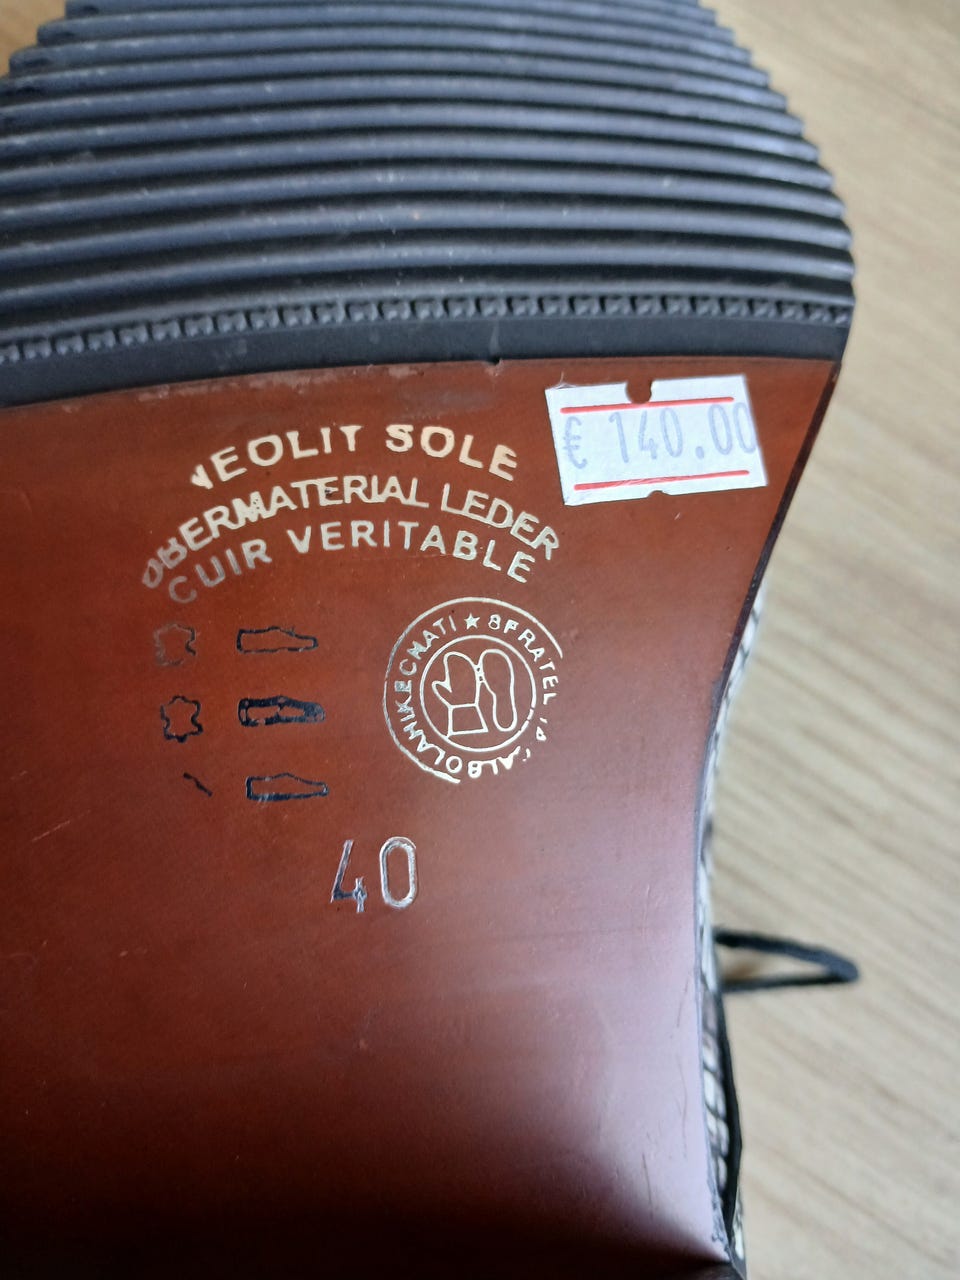 NEOLIT SOLE
€ 140.00
OBERMATERIAL LEDER
CUIR VERITABLE
40